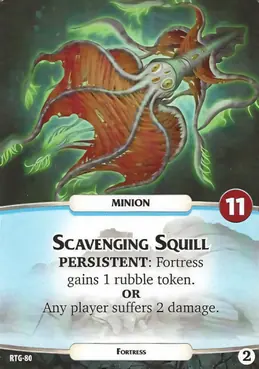 MINION
11
SCAVENGING SQUILL
PERSISTENT: Fortress
gains 1 rubble token.
OR
Any player suffers 2 damage.
RTG-80
FORTRESS
2